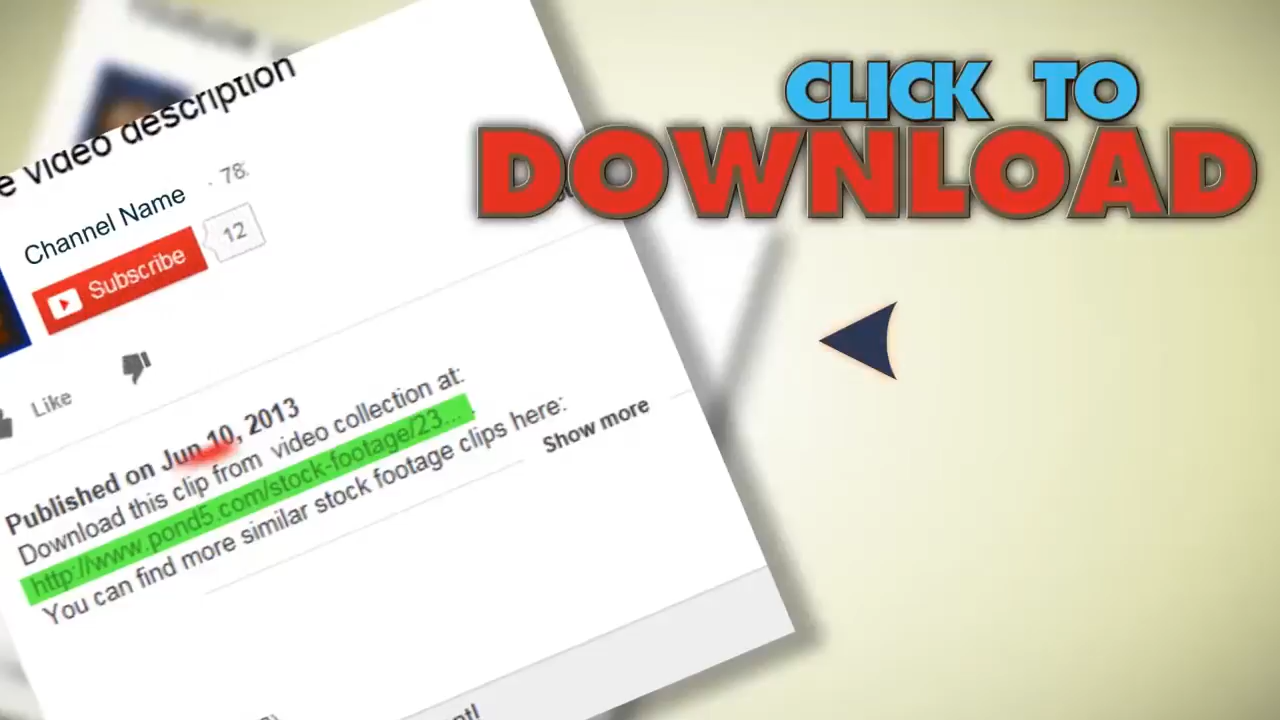 CLICK TO
DOWNLOAD
e video description
Channel Name
Subscribe
12
Like
Published on Jun 10, 2013
Download this clip from video collection at:
http://www.pond5.com/stock-footage/23...
You can find more similar stock footage clips here:
Show more